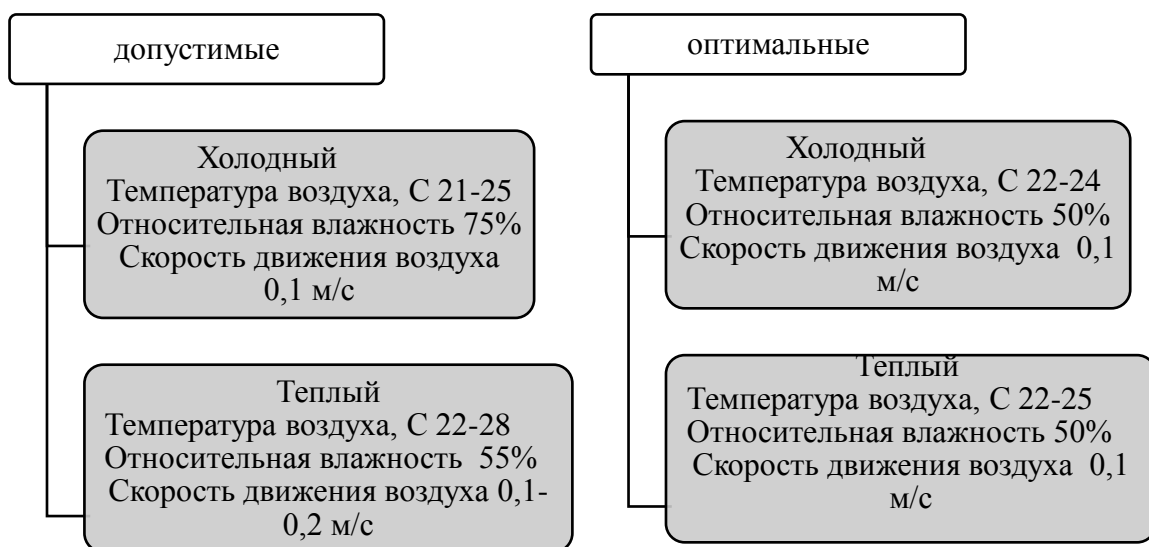 допустимые
Холодный
Температура воздуха, С 21-25
Относительная влажность 75%
Скорость движения воздуха
0,1 м/с
Теплый
Температура воздуха, С 22-28
Относительная влажность 55%
Скорость движения воздуха 0,1-
0,2 м/с
оптимальные
Холодный
Температура воздуха, С 22-24
Относительная влажность 50%
Скорость движения воздуха 0,1
м/с
Теплый
Температура воздуха, С 22-25
Относительная влажность 50%
Скорость движения воздуха 0,1
м/с